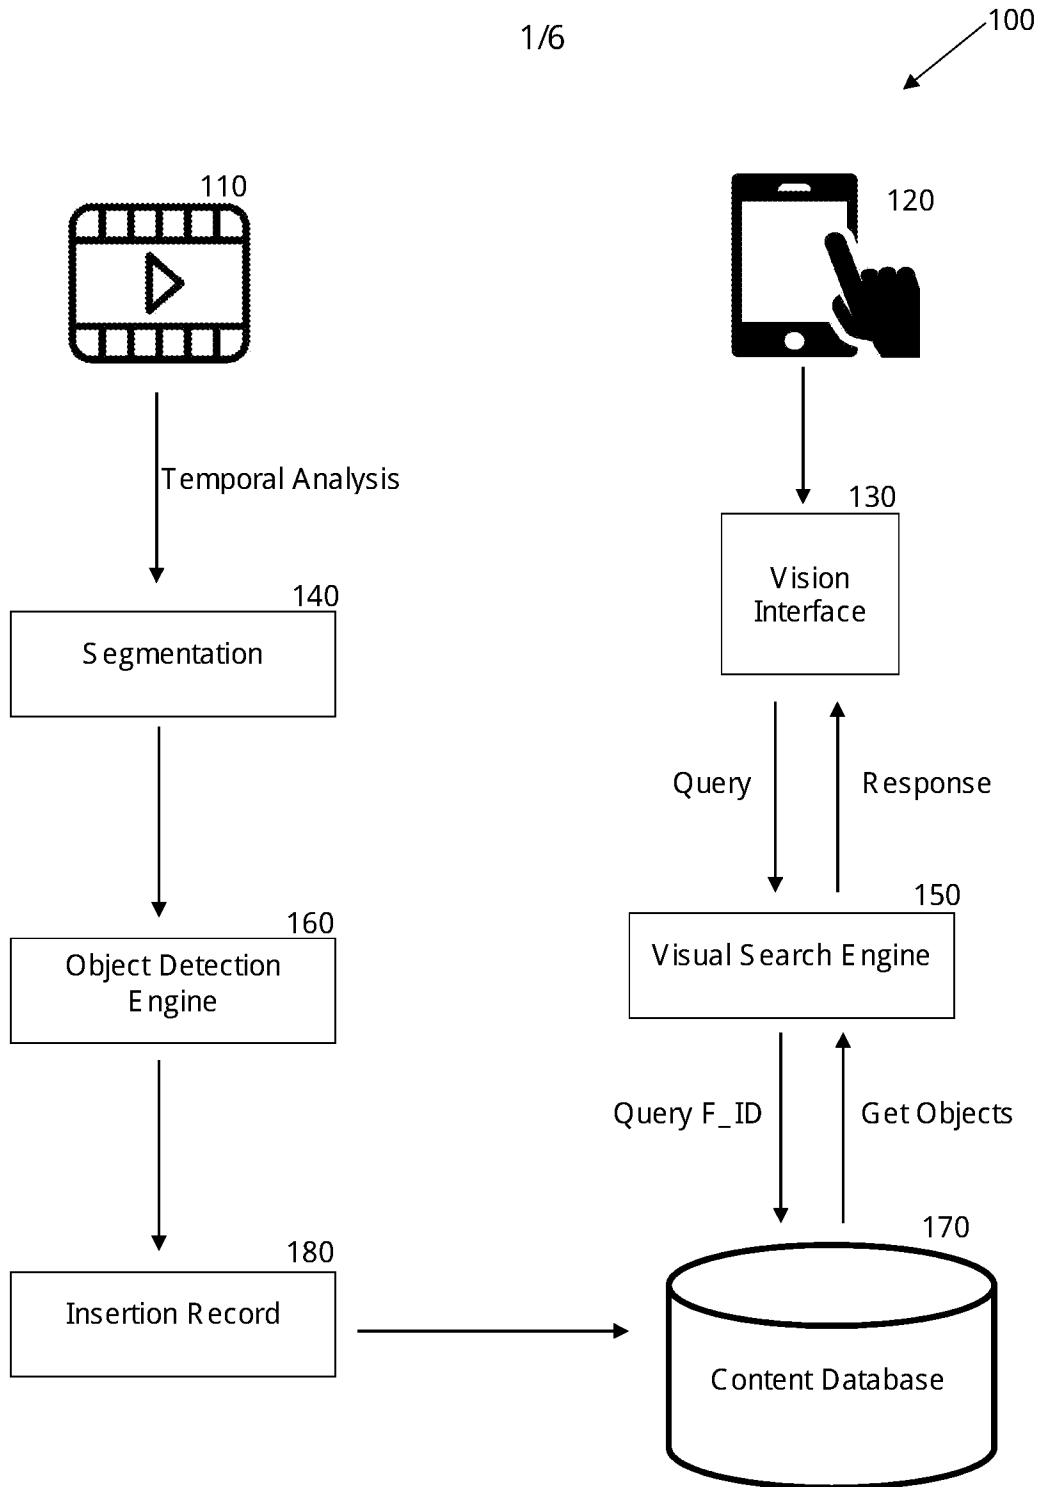 1/6
100
110
120
Temporal Analysis
130
Vision
Interface
140
Segmentation
Query
Response
150
Visual Search Engine
160
Object Detection
Engine
Query F_ID
Get Objects
170
180
Insertion Record
Content Database